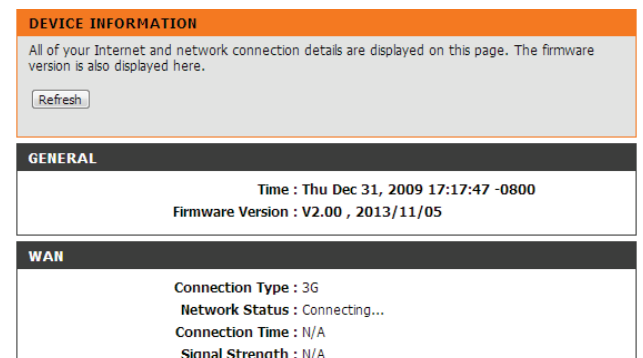 DEVICE INFORMATION
All of your Internet and network connection details are displayed on this page. The firmware
version is also displayed here.
Refresh
GENERAL
Time : Thu Dec 31, 2009 17:17:47 -0800
Firmware Version : V2.00 , 2013/11/05
WAN
Connection Type : 3G
Network Status : Connecting...
Connection Time : N/A
Signal Strength : N/A